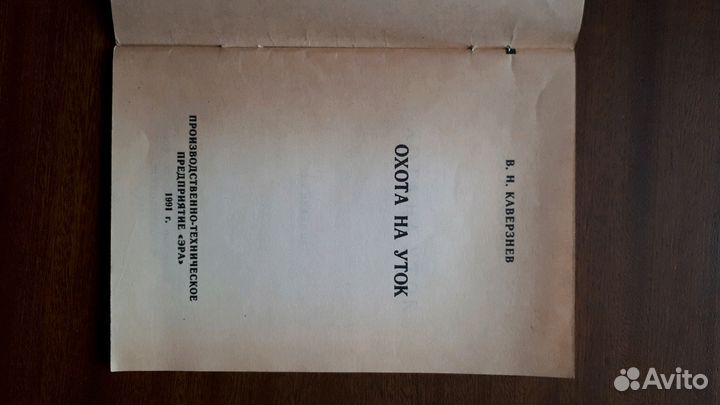 В. Н. КАВЕРЗНЕВ
ОХОТА НА УТОК
ПРОИЗВОДСТВЕННО-ТЕХНИЧЕСКОЕ
ПРЕДПРИЯТИЕ «ЭРА»
1991 г.
Avito